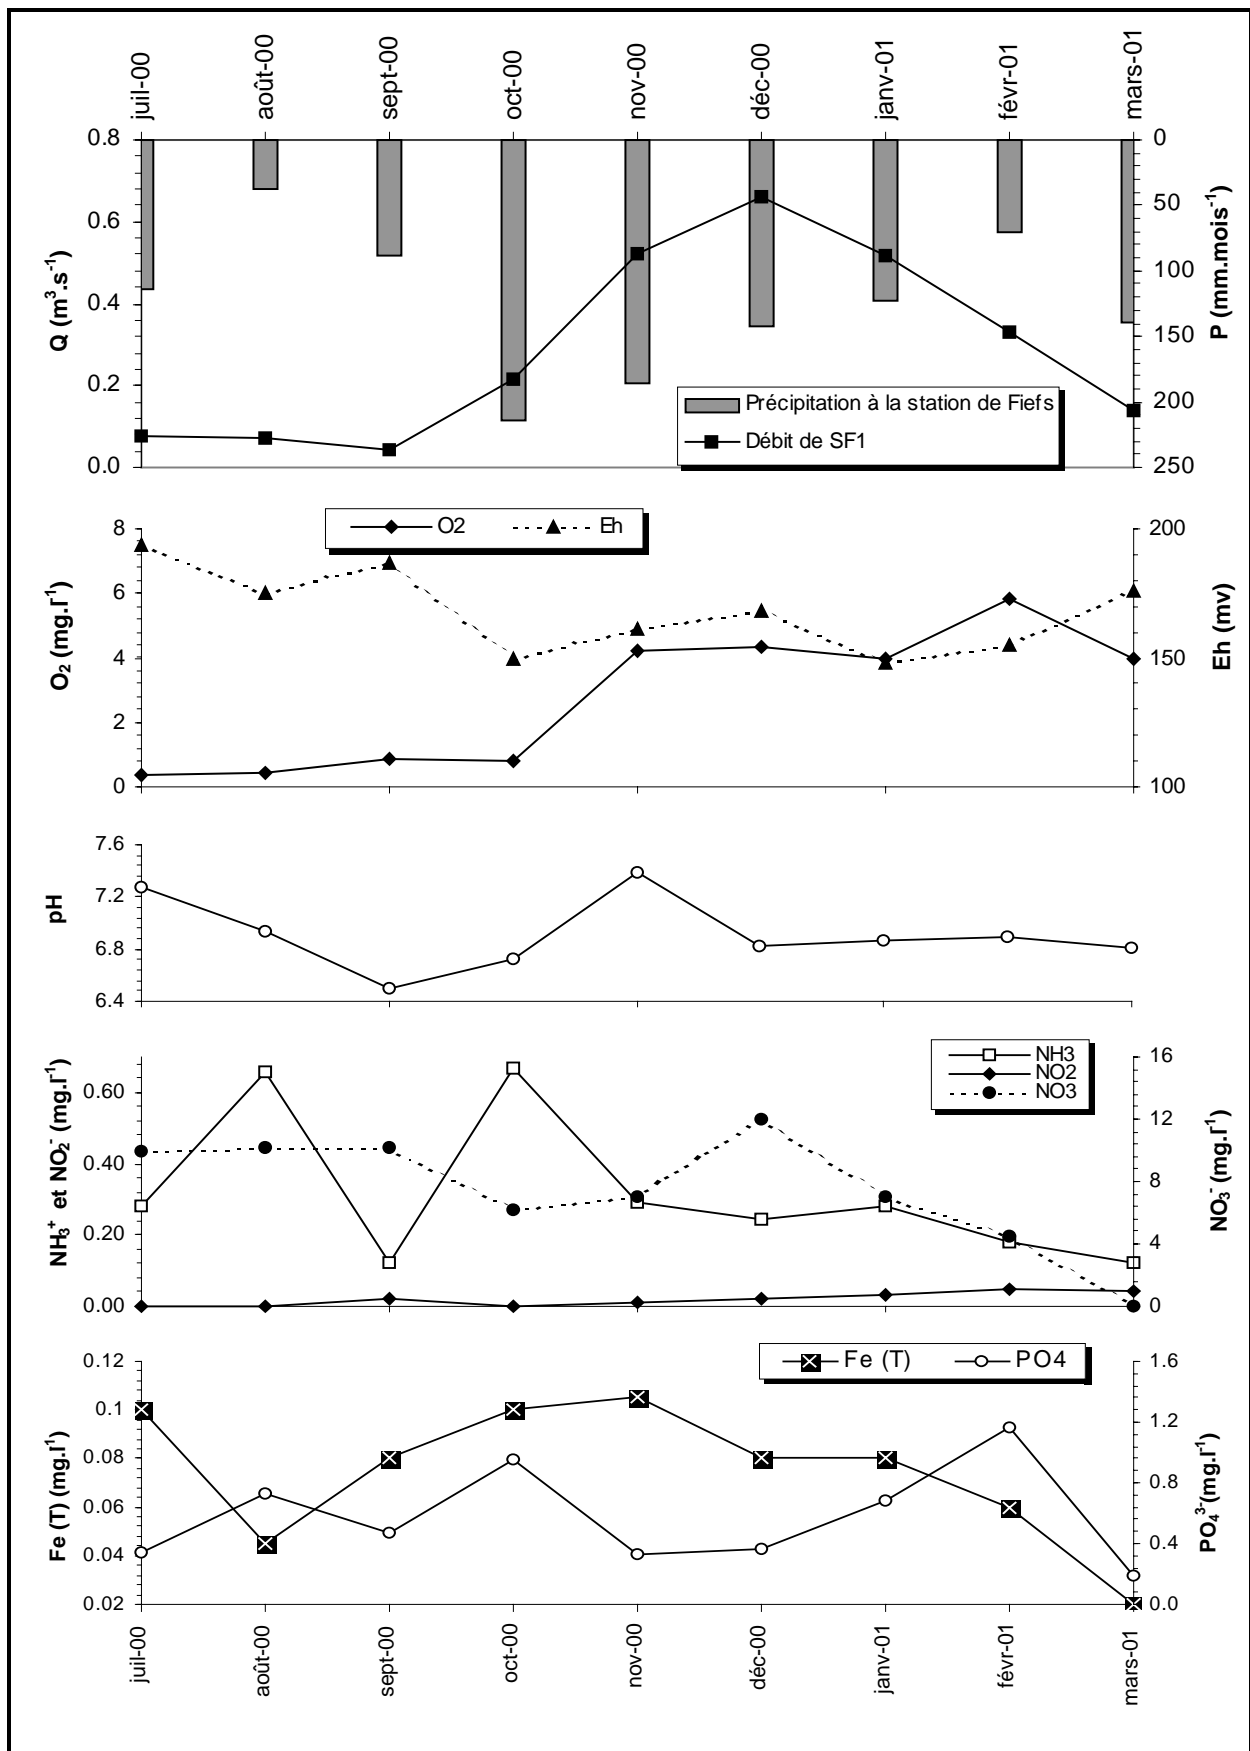 juil-00 août-00 sept-00 oct-00 nov-00 déc-00 janv-01 févr-01 mars-01
Q (m³.s⁻¹)
0.8
0.6
0.4
0.2
0.0
0
50
100
150
200
250
P (mm.mois⁻¹)
Précipitation à la station de Fiefs
Débit de SF1
O2 Eh
O₂ (mg.l⁻¹)
8
6
4
2
0
200
150
100
Eh (mv)
pH
7.6
7.2
6.8
6.4
NH3
NO2
NO3
NH₃⁺ et NO₂⁻ (mg.l⁻¹)
0.60
0.40
0.20
0.00
16
12
8
4
0
NO₃⁻ (mg.l⁻¹)
Fe (T) PO4
Fe (T) (mg.l⁻¹)
0.12
0.1
0.08
0.06
0.04
0.02
1.6
1.2
0.8
0.4
0.0
PO₄³⁻(mg.l⁻¹)
juil-00 août-00 sept-00 oct-00 nov-00 déc-00 janv-01 févr-01 mars-01